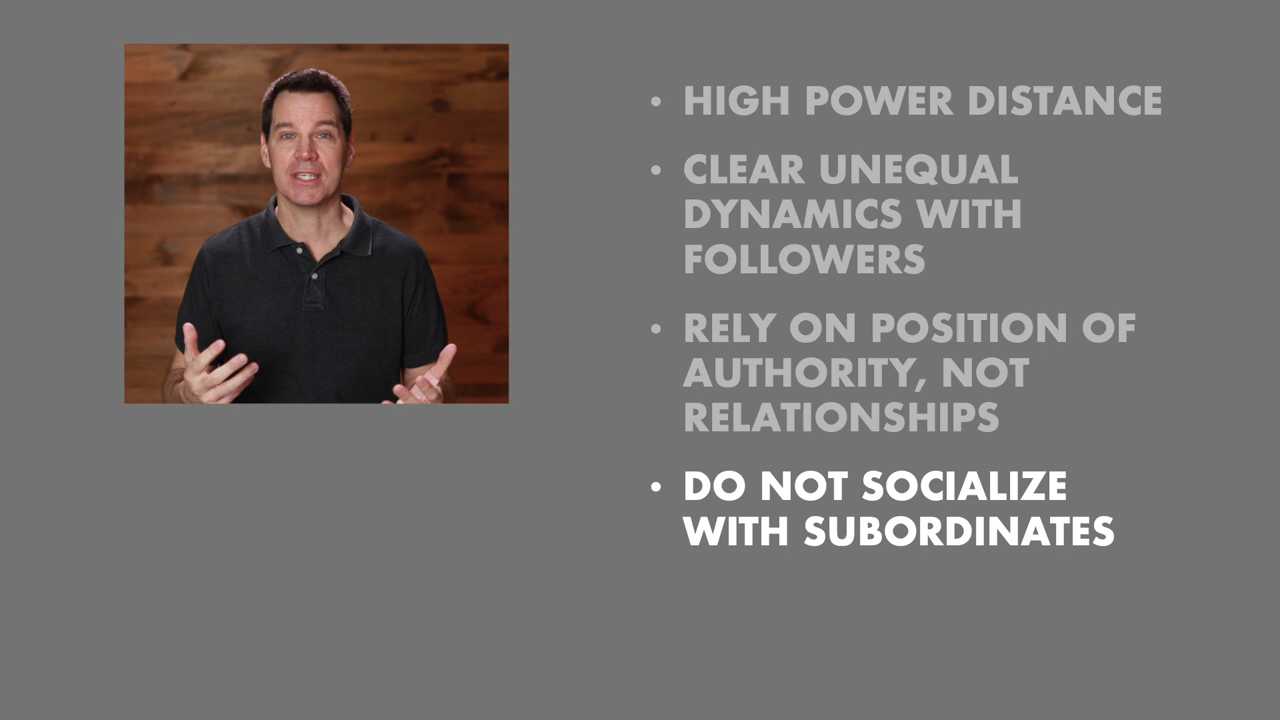 • HIGH POWER DISTANCE
• CLEAR UNEQUAL
DYNAMICS WITH
FOLLOWERS
• RELY ON POSITION OF
AUTHORITY, NOT
RELATIONSHIPS
• DO NOT SOCIALIZE
WITH SUBORDINATES